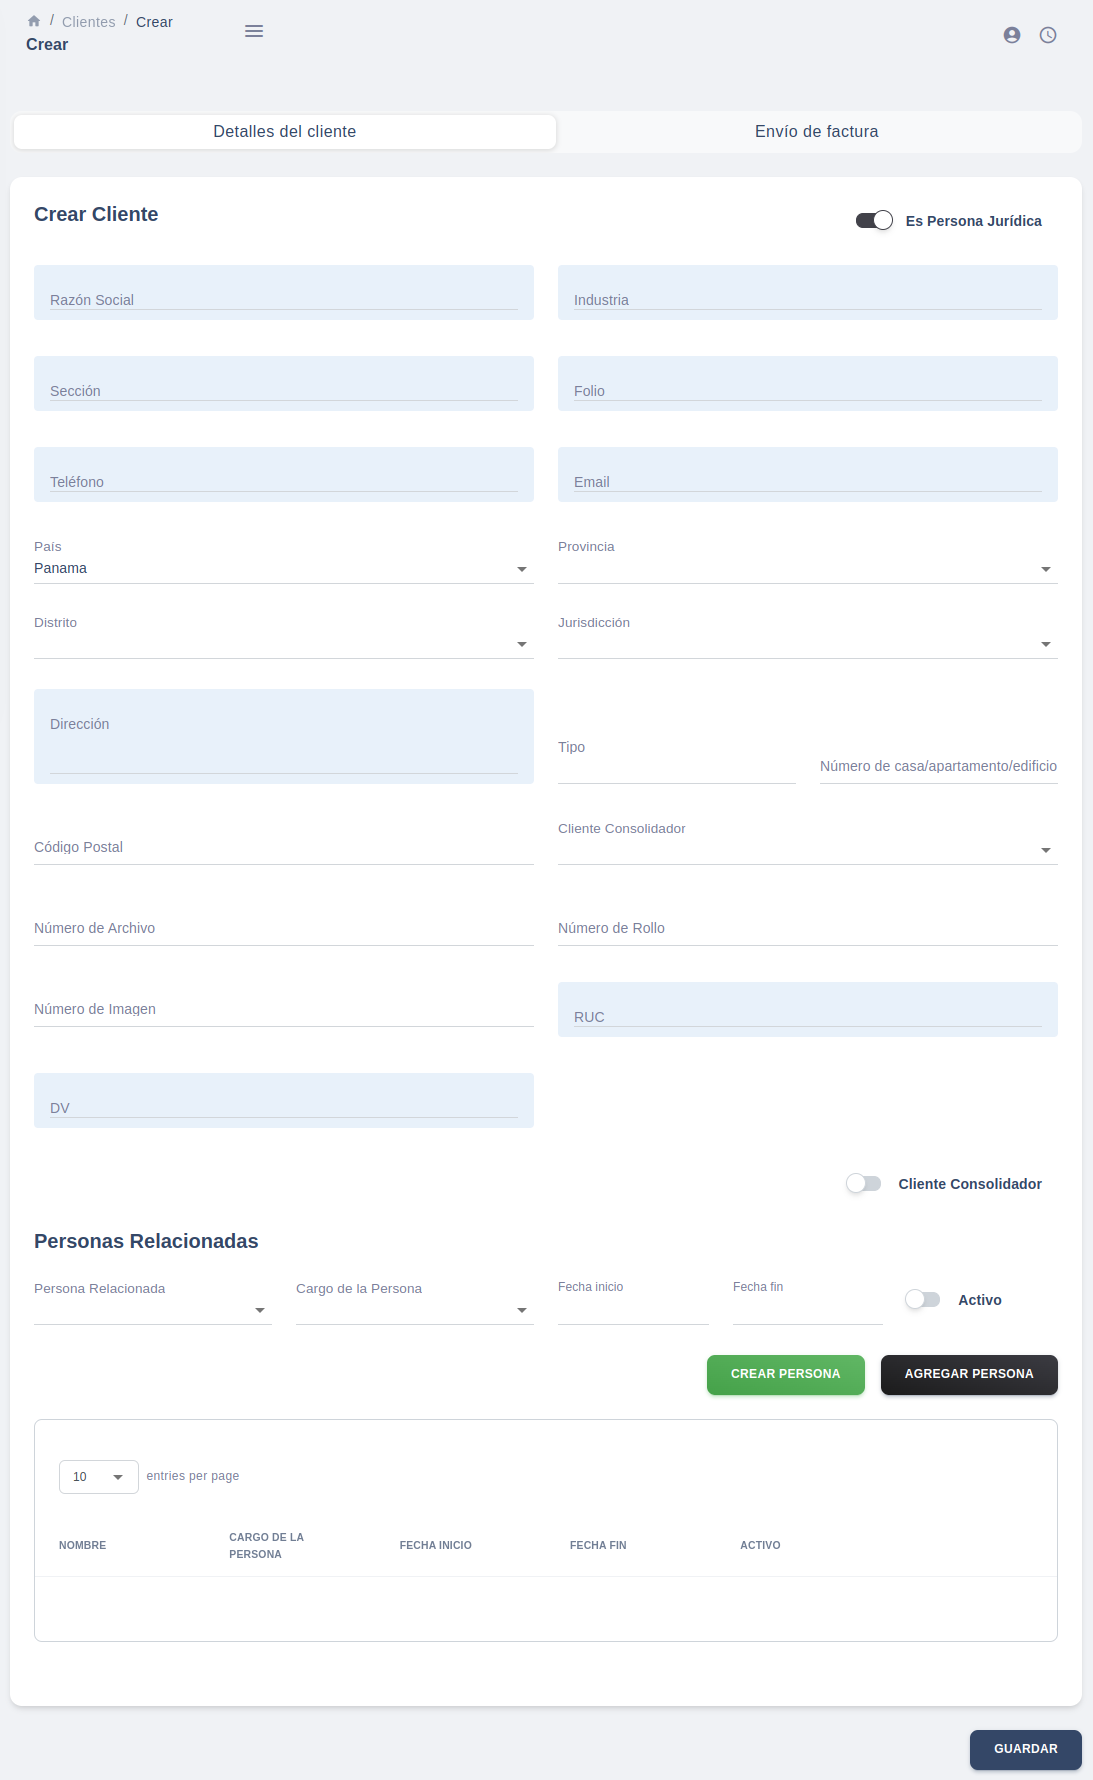 / Clientes / Crear
Crear
Detalles del cliente
Envío de factura
Crear Cliente
Es Persona Jurídica
Razón Social
Industria
Sección
Folio
Teléfono
Email
País
Panama
Provincia
Distrito
Jurisdicción
Dirección
Tipo
Número de casa/apartamento/edificio
Código Postal
Cliente Consolidador
Número de Archivo
Número de Rollo
Número de Imagen
RUC
DV
Cliente Consolidador
Personas Relacionadas
Persona Relacionada
Cargo de la Persona
Fecha inicio
Fecha fin
Activo
CREAR PERSONA
AGREGAR PERSONA
10
entries per page
NOMBRE
CARGO DE LA
PERSONA
FECHA INICIO
FECHA FIN
ACTIVO
GUARDAR